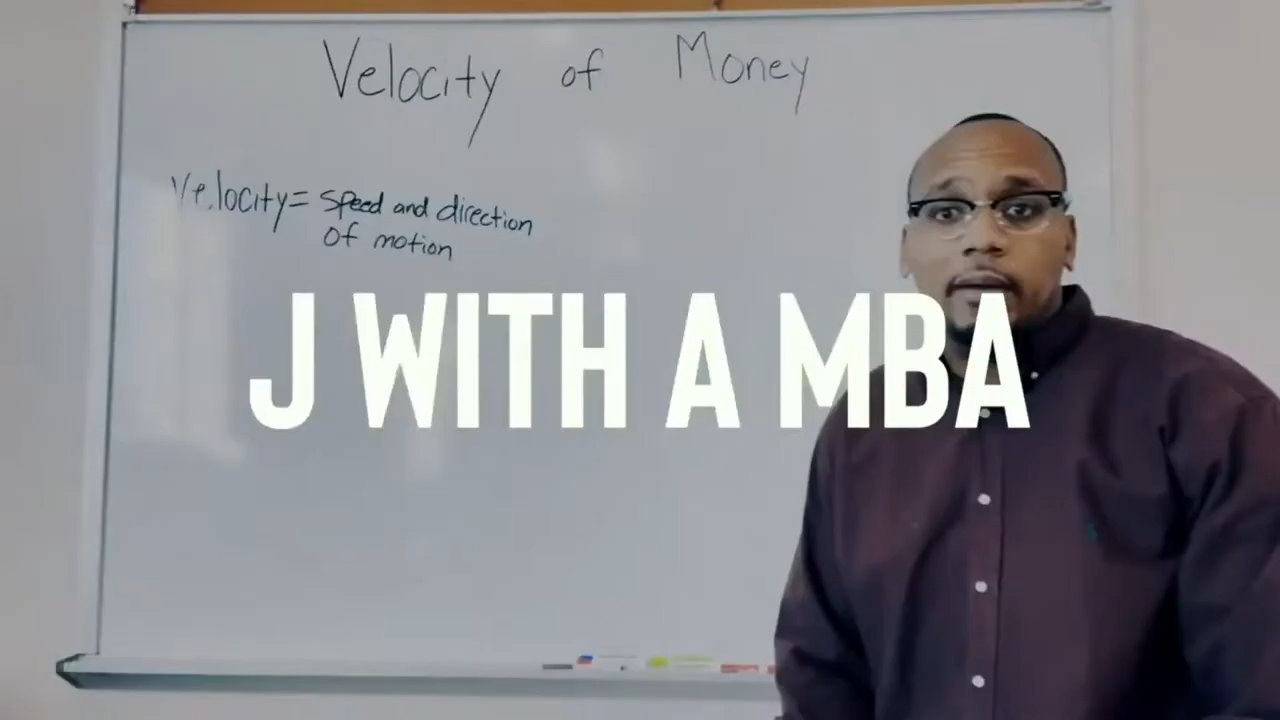 Velocity of Money
Velocity= speed and direction
of motion
J WITH A MBA